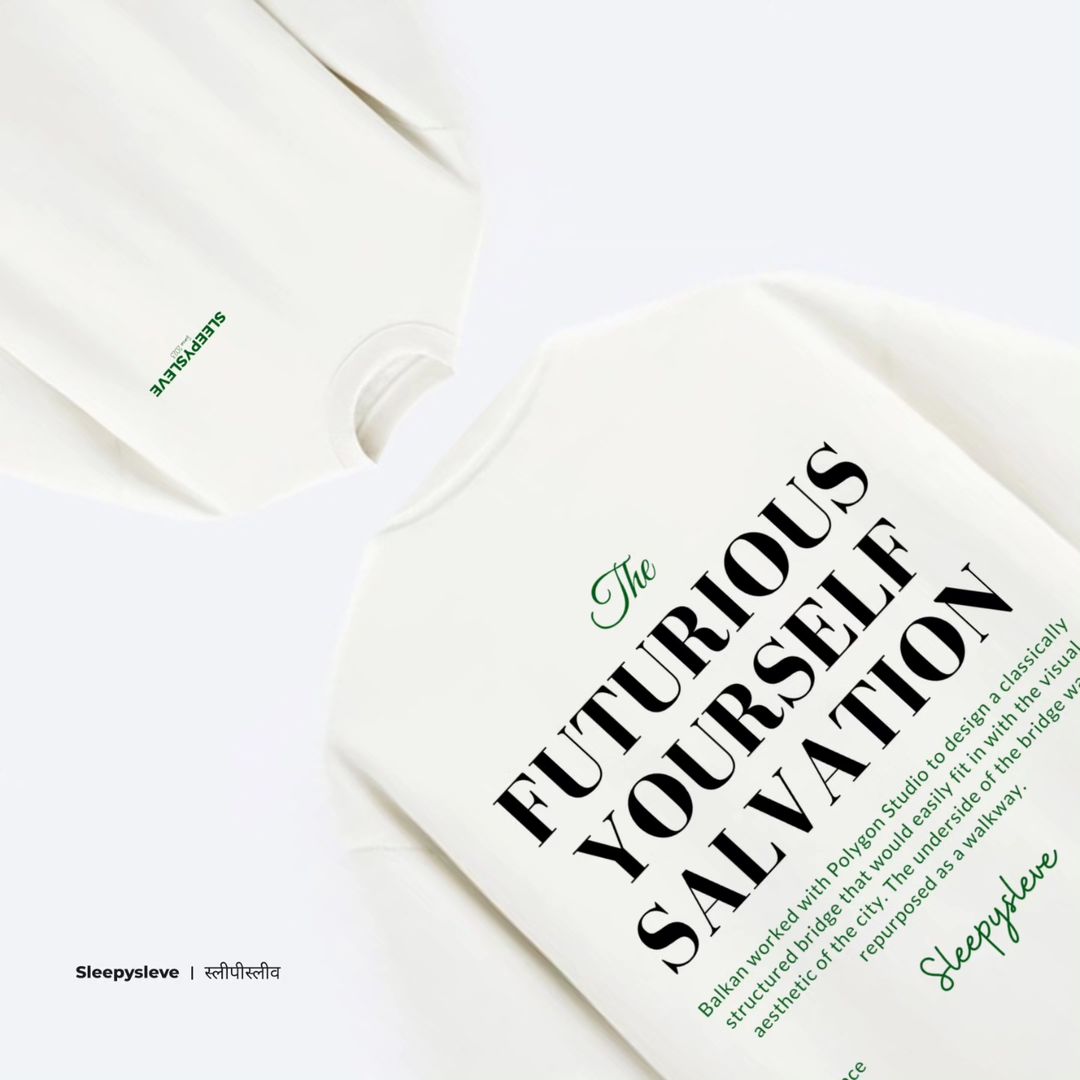 SLEEPYSLEVE
The
FUTURIOUS
YOURSELF
SALVATION
Balkan worked with Polygon Studio to design a classically
structured bridge that would easily fit in with the visual
aesthetic of the city. The underside of the bridge
repurposed as a walkway.
Sleepysleve
Sleepysleve | स्लीपीस्लीव